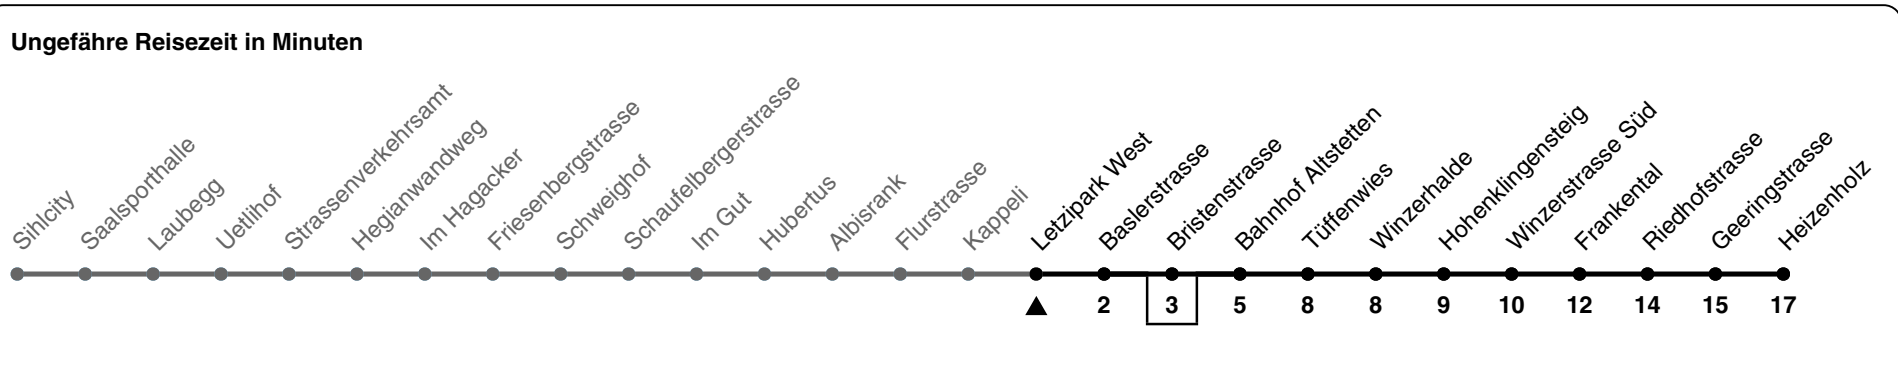 Ungefähre Reisezeit in Minuten
Sihlcity
Saalsporthalle
Laubegg
Uetlihof
Strassenverkehrsamt
Hegianwandweg
Im Hagacker
Friesenbergstrasse
Schweighof
Schaufelbergerstrasse
Im Gut
Hubertus
Albisrank
Flurstrasse
Kappeli
Letzipark West
Baslerstrasse
Bristenstrasse
Bahnhof Altstetten
Tüffenwies
Winzerhalde
Hohenklingensteig
Winzerstrasse Süd
Frankental
Riedhofstrasse
Geeringstrasse
Heizenholz
2 3 5 8 8 9 10 12 14 15 17